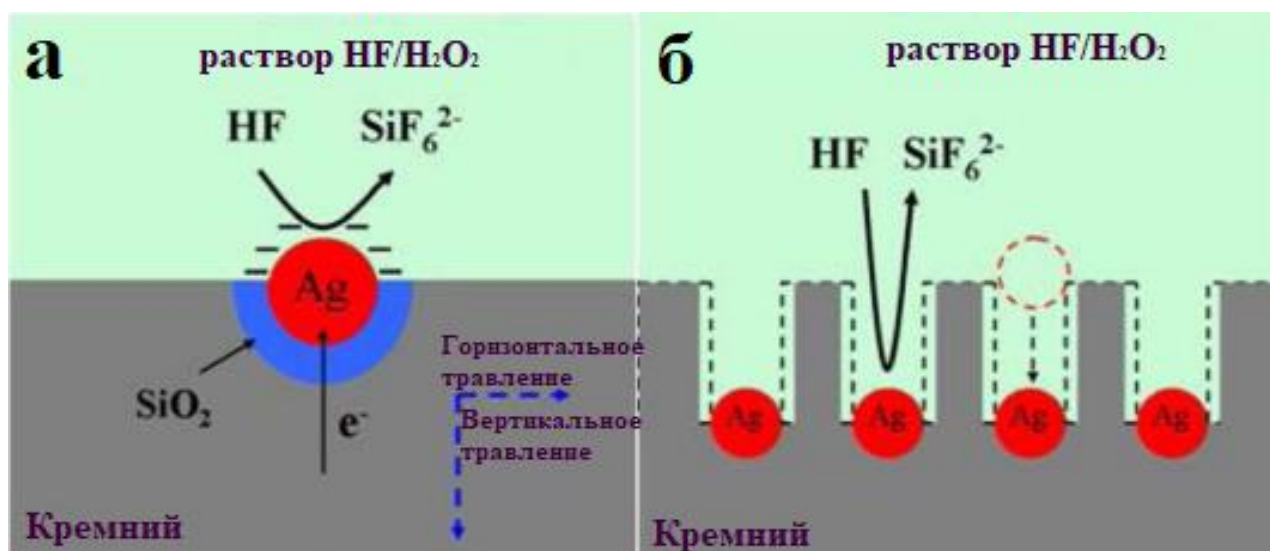 а
раствор HF/H₂O₂
HF
SiF₆²⁻
Ag
SiO₂
e⁻
Горизонтальное
травление
Вертикальное
травление
Кремний
б
раствор HF/H₂O₂
HF
SiF₆²⁻
Ag
Ag
Ag
Ag
Кремний